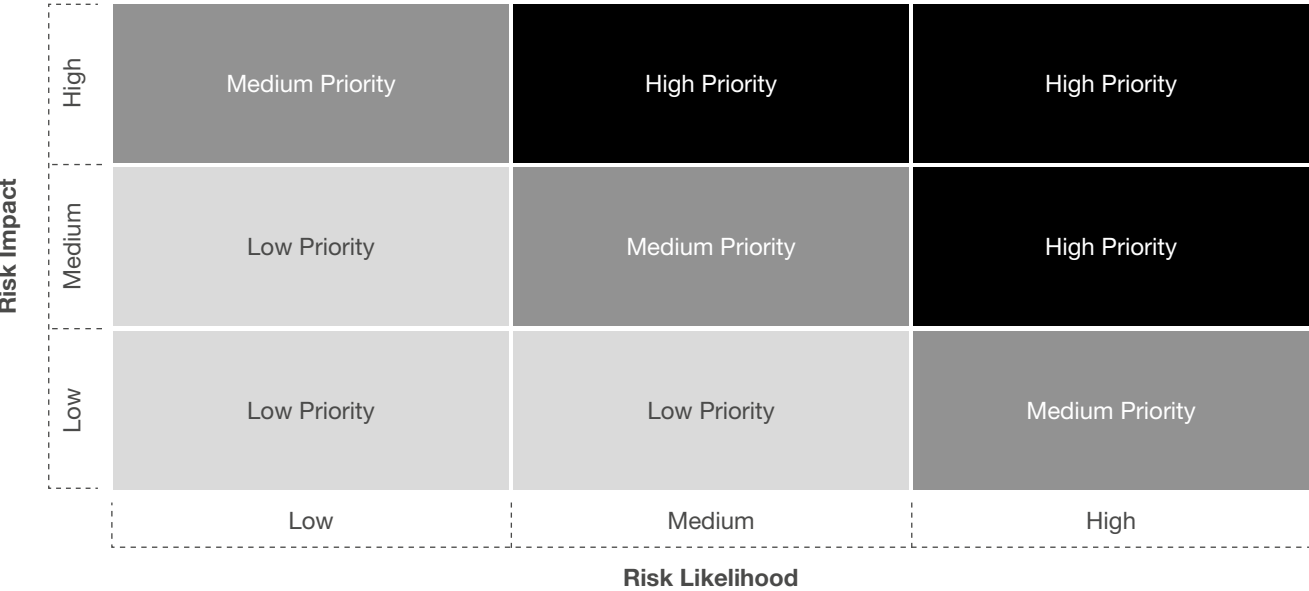 High
Medium Priority
High Priority
High Priority
Risk Impact
Medium
Low Priority
Medium Priority
High Priority
Low
Low Priority
Low Priority
Medium Priority
Low
Medium
High
Risk Likelihood